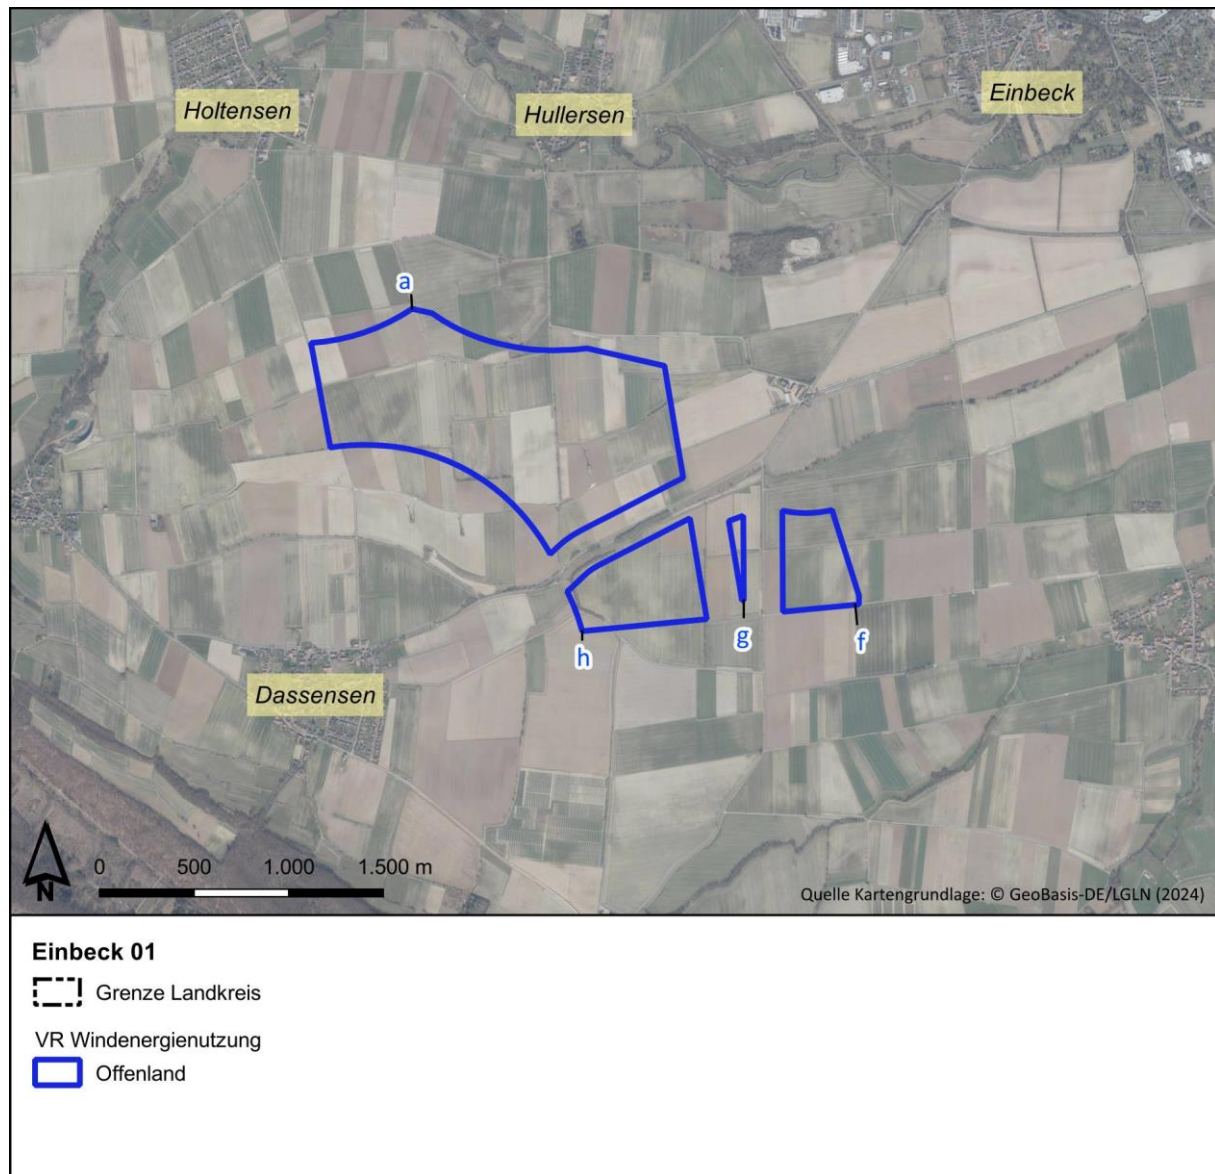 Holtensen
Hullersen
Einbeck
a
g
f
h
Dassensen
N
0 500 1.000 1.500 m
Quelle Kartengrundlage: © GeoBasis-DE/LGLN (2024)
Einbeck 01
Grenze Landkreis
VR Windenergienutzung
Offenland